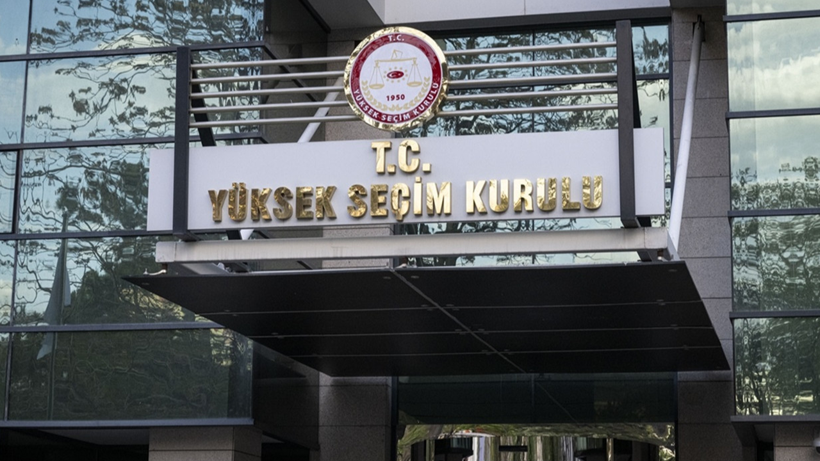 T.C.
1950
YÜKSEK SEÇİM KURULU
T.C.
YÜKSEK SEÇİM KURULU